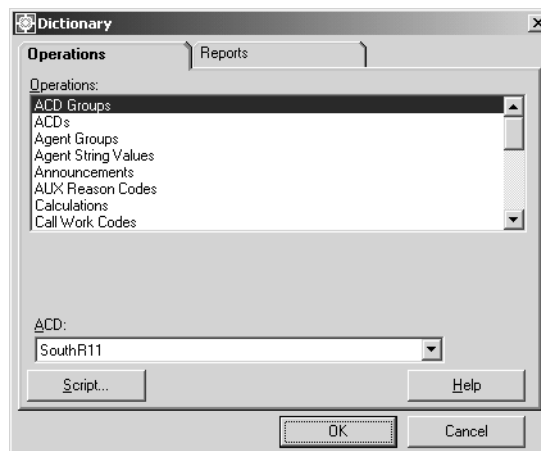 Dictionary
Operations
Reports
Operations:
ACD Groups
ACDs
Agent Groups
Agent String Values
Announcements
AUX Reason Codes
Calculations
Call Work Codes
ACD:
SouthR11
Script...
Help
OK
Cancel